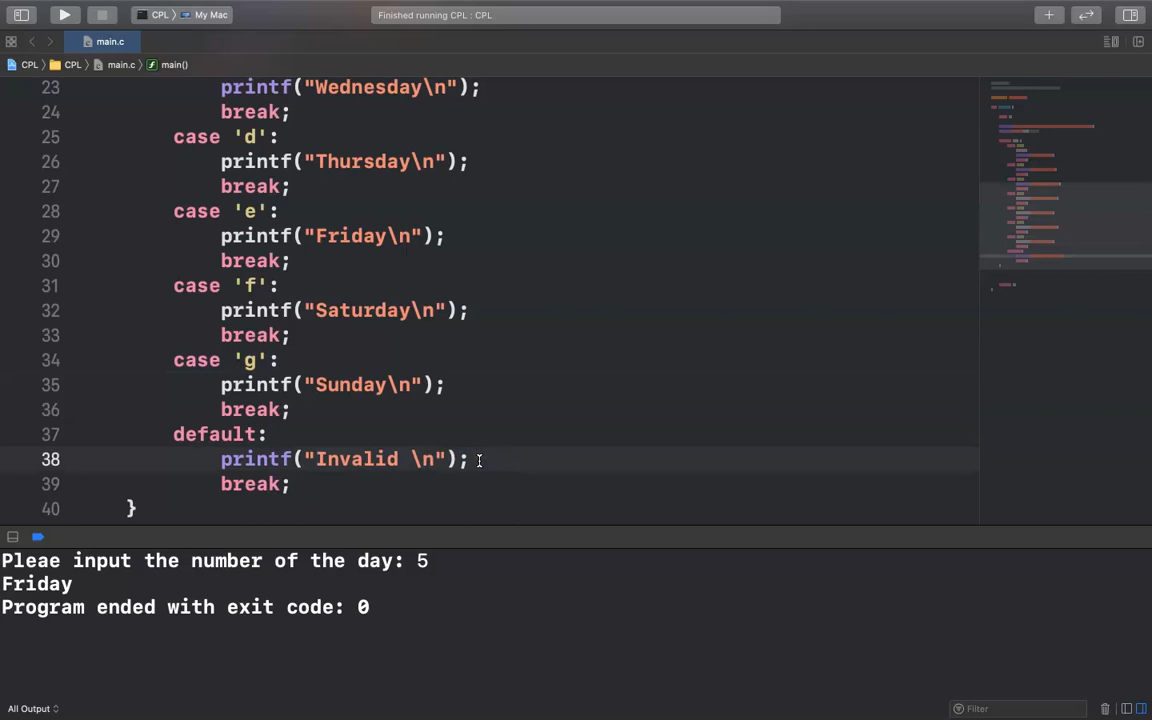 CPL 〉 My Mac
Finished running CPL : CPL
main.c
CPL 〉 CPL 〉 main.c 〉 main()
23 printf("Wednesday\n");
24 break;
25 case 'd':
26 printf("Thursday\n");
27 break;
28 case 'e':
29 printf("Friday\n");
30 break;
31 case 'f':
32 printf("Saturday\n");
33 break;
34 case 'g':
35 printf("Sunday\n");
36 break;
37 default:
38 printf("Invalid \n");
39 break;
40 }
Pleae input the number of the day: 5
Friday
Program ended with exit code: 0
All Output
Filter